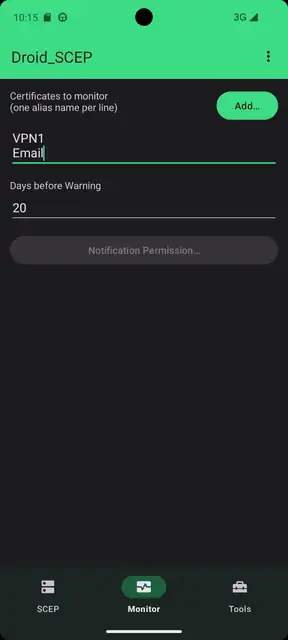 10:15
3G
Droid_SCEP
Certificates to monitor
(one alias name per line)
Add...
VPN1
Email
Days before Warning
20
Notification Permission...
SCEP
Monitor
Tools